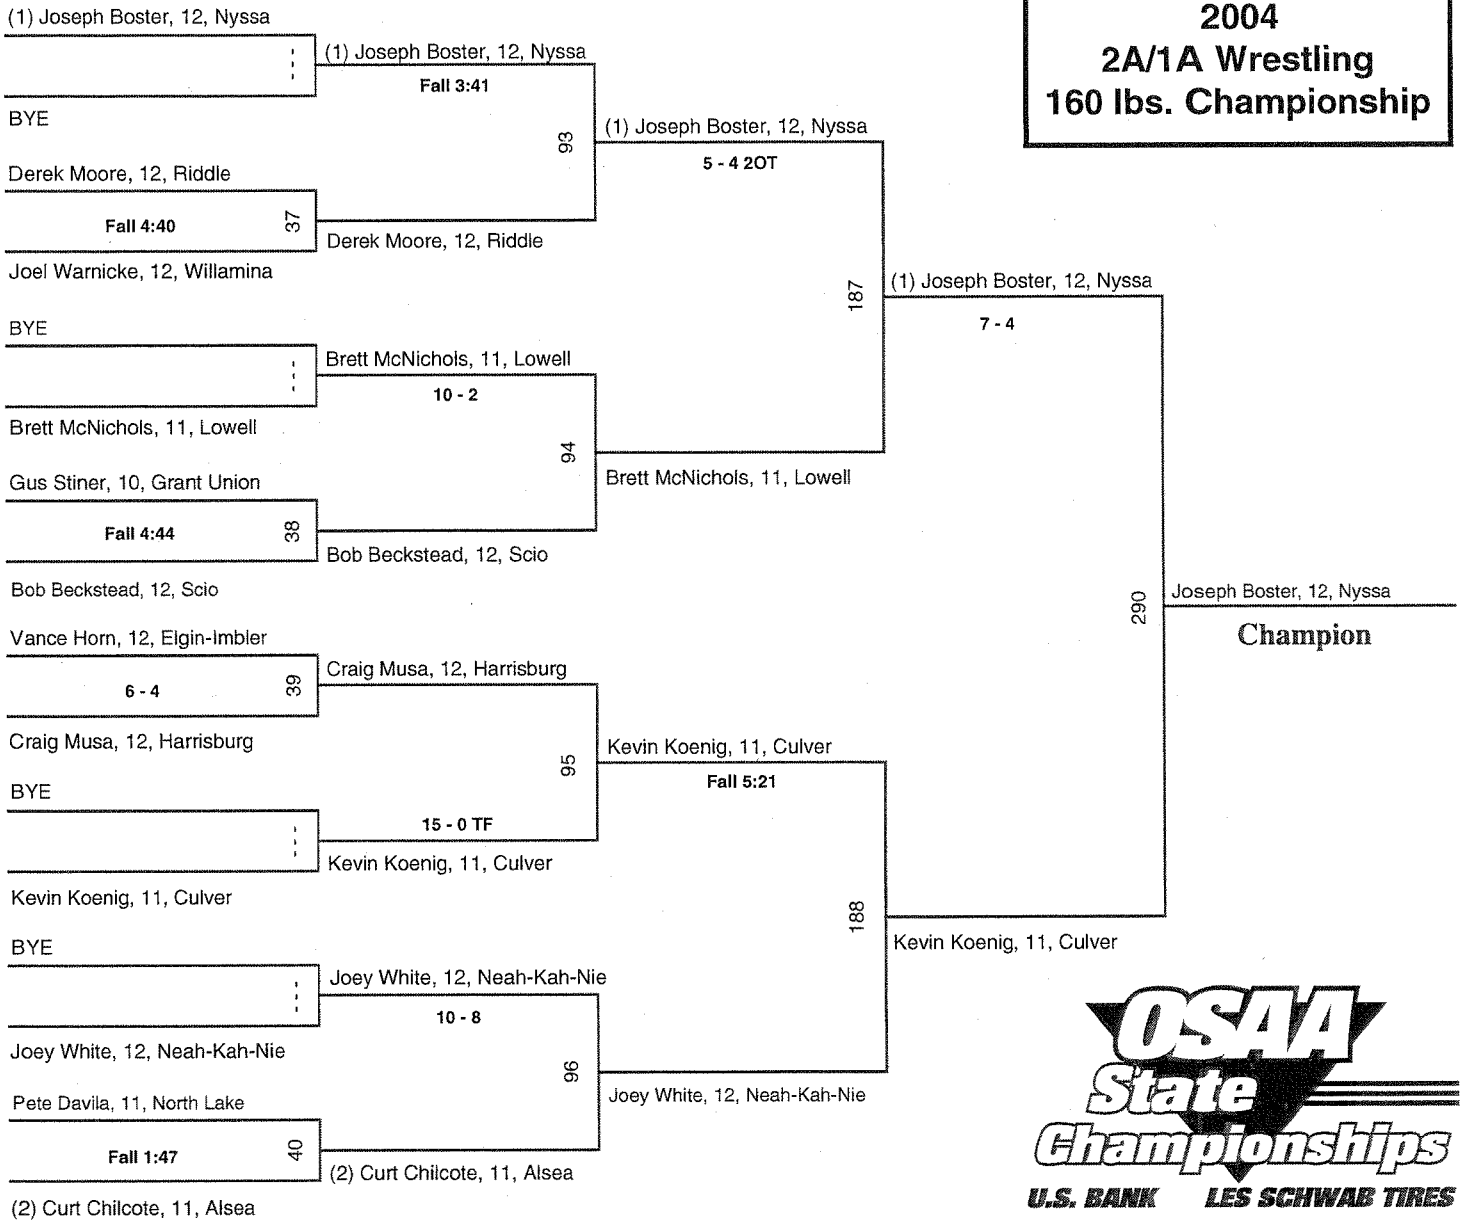 2004
2A/1A Wrestling
160 lbs. Championship
(1) Joseph Boster, 12, Nyssa
BYE
Derek Moore, 12, Riddle
Fall 4:40
37
Joel Warnicke, 12, Willamina
BYE
Brett McNichols, 11, Lowell
Gus Stiner, 10, Grant Union
Fall 4:44
38
Bob Beckstead, 12, Scio
Vance Horn, 12, Elgin-Imbler
6 - 4
39
Craig Musa, 12, Harrisburg
BYE
Kevin Koenig, 11, Culver
BYE
Joey White, 12, Neah-Kah-Nie
Pete Davila, 11, North Lake
Fall 1:47
40
(2) Curt Chilcote, 11, Alsea
(1) Joseph Boster, 12, Nyssa
Fall 3:41
93
Derek Moore, 12, Riddle
Brett McNichols, 11, Lowell
10 - 2
94
Bob Beckstead, 12, Scio
Craig Musa, 12, Harrisburg
95
15 - 0 TF
Kevin Koenig, 11, Culver
Joey White, 12, Neah-Kah-Nie
10 - 8
96
(2) Curt Chilcote, 11, Alsea
(1) Joseph Boster, 12, Nyssa
5 - 4 2OT
187
Brett McNichols, 11, Lowell
Kevin Koenig, 11, Culver
Fall 5:21
188
Joey White, 12, Neah-Kah-Nie
(1) Joseph Boster, 12, Nyssa
7 - 4
290
Kevin Koenig, 11, Culver
Joseph Boster, 12, Nyssa
Champion
OSAA
State
Championships
U.S. BANK LES SCHWAB TIRES